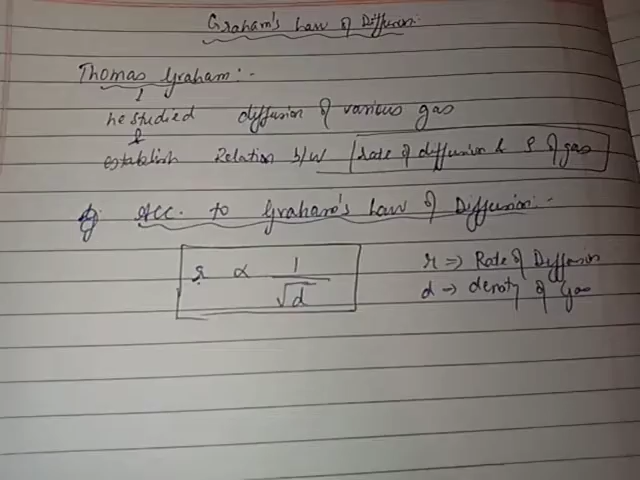 Graham's Law of Diffusion:
Thomas Graham:-
he studied diffusion of various gas
&
establish Relation b/w rate of diffusion & ρ of gas
Acc. to Graham's Law of Diffusion:-
r ∝ 1/√d
r => Rate of Diffusion
d -> density of Gas